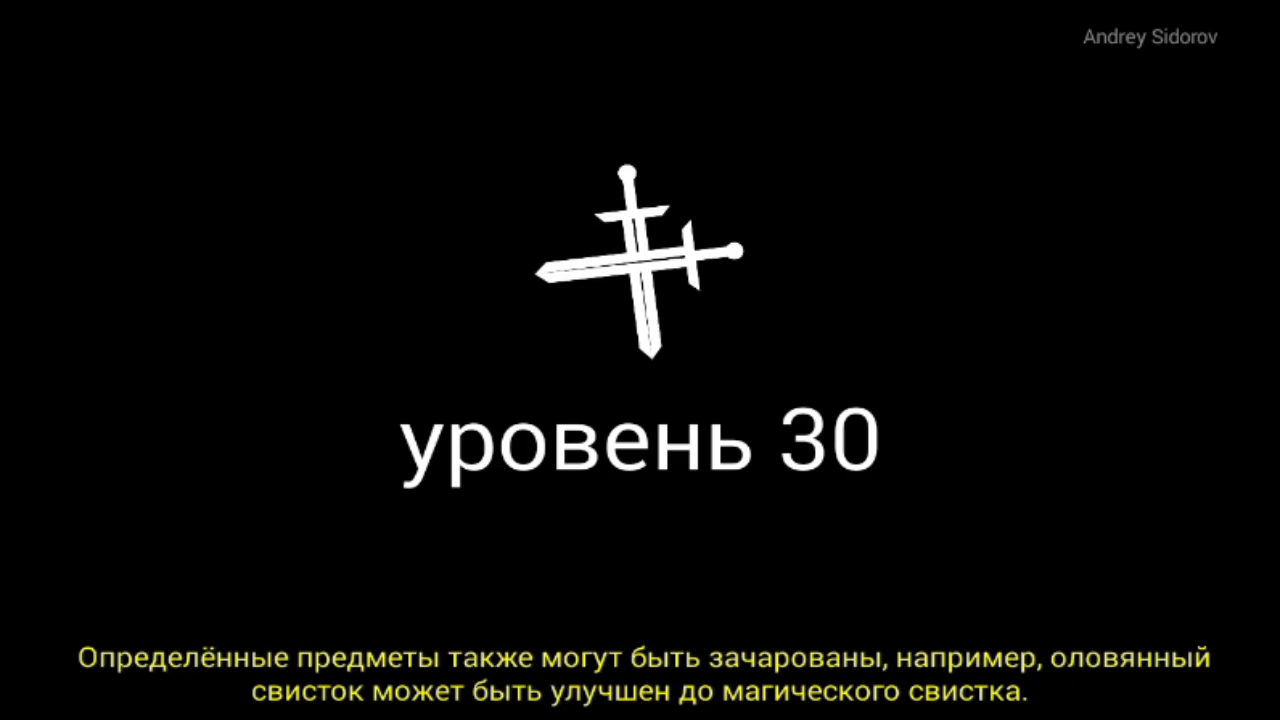 Andrey Sidorov
уровень 30
Определённые предметы также могут быть зачарованы, например, оловянный
свисток может быть улучшен до магического свистка.